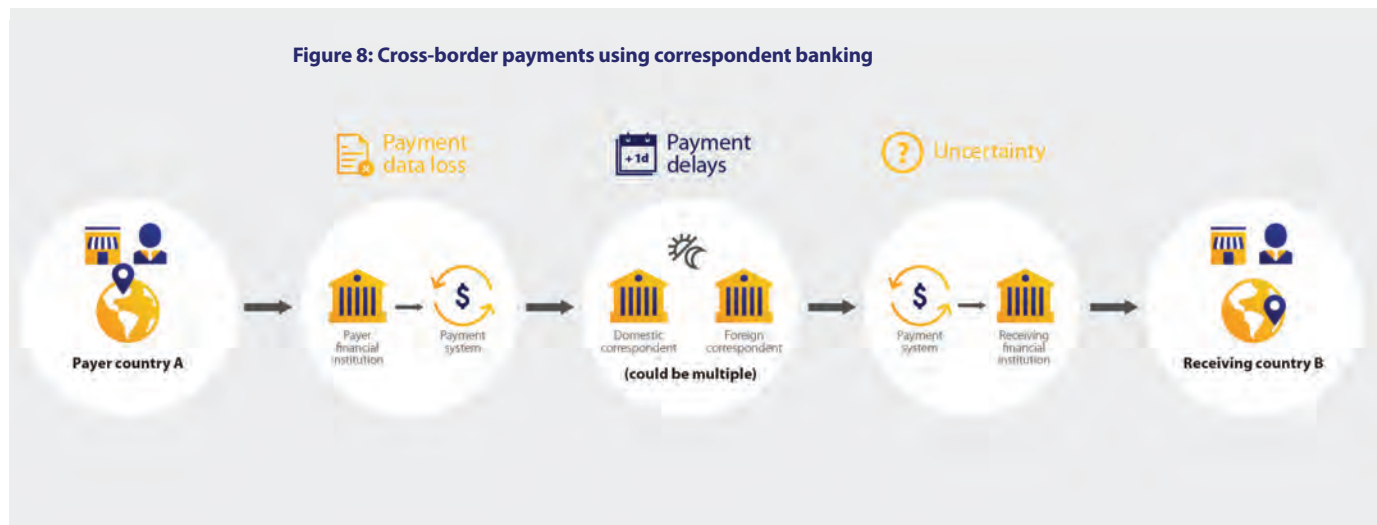 Figure 8: Cross-border payments using correspondent banking
Payment
data loss
+1d
Payment
delays
?
Uncertainty
Payer country A
$
Payer
financial
institution
Payment
system
Domestic
correspondent
Foreign
correspondent
(could be multiple)
$
Payment
system
Receiving
financial
institution
Receiving country B